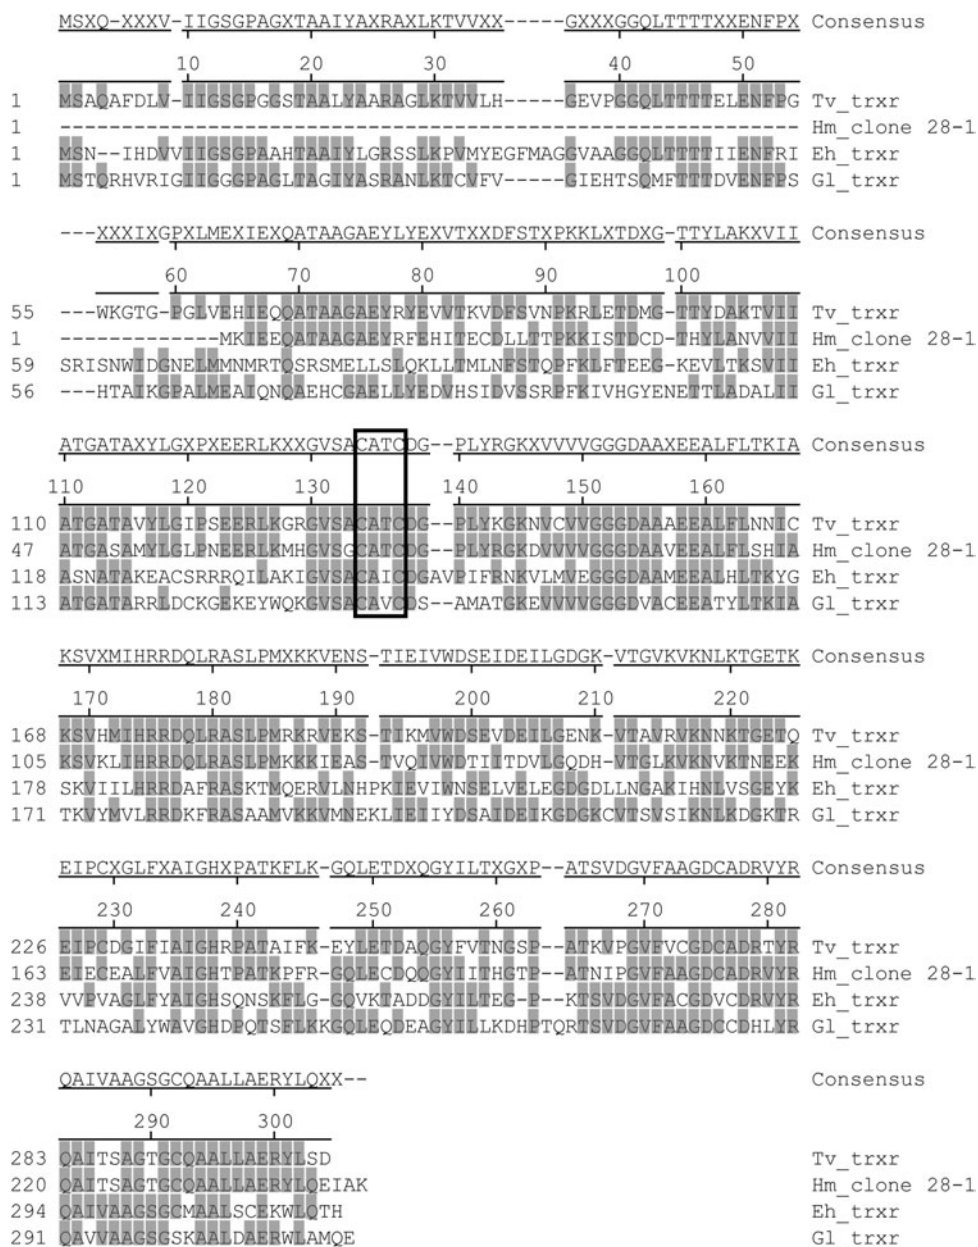 MSXQ-XXXXV-IIGSGPAGXTAAIYAXRAXLKTVVXX-----GXXXGGQLTTTTXXENFPX Consensus
10 20 30 40 50
1 MSAQAFDLV-IIGSGPGGSTAALYAARAGLKTVVLH-----GEVPGGQLTTTTELENFPG Tv_trxr
1 ------------------------------------------------------------ Hm_clone 28-1
1 MSN--IHDVVIIGSGPAAHTAAIYLGRSSLKPVMYEGFMAGGVAAGGQLTTTTIIENFRI Eh_trxr
1 MSTQRHVRIGIIGGGPAGLTAGIYASRANLKTCVFV-----GIEHTSQMFTTTDVENFPS Gl_trxr
---XXXIXGPXLMEXIEXQATAAGAEYLYEXVTXXDFSTXPKKLXTDXG-TTYLAKXVII Consensus
60 70 80 90 100
55 ---WKGTG-PGLVEHIEQQATAAGAEYRYEVVTKVDFSVNPKRLETDMG-TTYDAKTVII Tv_trxr
1 -------------MKIEEQATAAGAEYRFEHITECDLLTTPKKISTDCD-THYLANVVII Hm_clone 28-1
59 SRISNWIDGNELMMNMRTQSRSMELLSLQKLLTMLNFSTQPFKLFTEEG-KEVLTKSVII Eh_trxr
56 ---HTAIKGPALMEAIQNQAEHCGAELLYEDVHSIDVSSRPFKIVHGYENETTLADALII Gl_trxr
ATGATAXYLGXPXEERLKXXGVSACATCDG--PLYRGKXVVVVGGGDAAXEEALFLTKIA Consensus
110 120 130 140 150 160
110 ATGATAVYLGIPSEERLKGRGVSACATCDG--PLYKGKNVCVVGGGDAAAEEALFLNNIC Tv_trxr
47 ATGASAMYLGLPNEERLKMHGVSGCATCDG--PLYRGKDVVVVGGGDAAVEEALFLSHIA Hm_clone 28-1
118 ASNATAKEACSRRRQILAKIGVSACAICDGAVPIFRNKVLMVEGGGDAAMEEALHLTKYG Eh_trxr
113 ATGATARRLDCKGEKEYWQKGVSACAVCDS--AMATGKEVVVVGGGDVACEEATYLTKIA Gl_trxr
KSVXMIHRRDQLRASLPMXKKVENS-TIEIVWDSEIDEILGDGK-VTGVKVKNLKTGETK Consensus
170 180 190 200 210 220
168 KSVHMIHRRDQLRASLPMRKRVEKS-TIKMVWDSEVDEILGENK-VTAVRVKNNKTGETQ Tv_trxr
105 KSVKLIHRRDQLRASLPMKKKIEAS-TVQIVWDTIITDVLGQDH-VTGLKVKNVKTNEEK Hm_clone 28-1
178 SKVIILHRRDAFRASKTMQERVLNHPKIEVIWNSELVELEGDGDLLNGAKIHNLVSGEYK Eh_trxr
171 TKVYMVLRRDKFRASAAMVKKVMNEKLIEIIYDSAIDEIKGDGKCVTSVSIKNLKDGKTR Gl_trxr
EIPCXGLFXAIGHXPATKFLK-GQLETDXQGYILTXGXP--ATSVDGVFAAGDCADRVYR Consensus
230 240 250 260 270 280
226 EIPCDGIFIAIGHRPATAIFK-EYLETDAQGYFVTNGSP--ATKVPGVFVCGDCADRTYR Tv_trxr
163 EIECEALFVAIGHTPATKPFR-GQLECDQQGYIITHGTP--ATNIPGVFAAGDCADRVYR Hm_clone 28-1
238 VVPVAGLFYAIGHSQNSKFLG-GQVKTADDGYILTEG-P--KTSVDGVFACGDVCDRVYR Eh_trxr
231 TLNAGALYWAVGHDPQTSFLKKGQLEQDEAGYILLKDHPTQRTSVDGVFAAGDCCDHLYR Gl_trxr
QAIVAAGSGCQAALLAERYLQXX-- Consensus
290 300
283 QAITSAGTGCQAALLAERYLSD Tv_trxr
220 QAITSAGTGCQAALLAERYLQEIAK Hm_clone 28-1
294 QAIVAAGSGCMAALSCEKWLQTH Eh_trxr
291 QAVVAAGSGSKAALDAERWLAMQE Gl_trxr